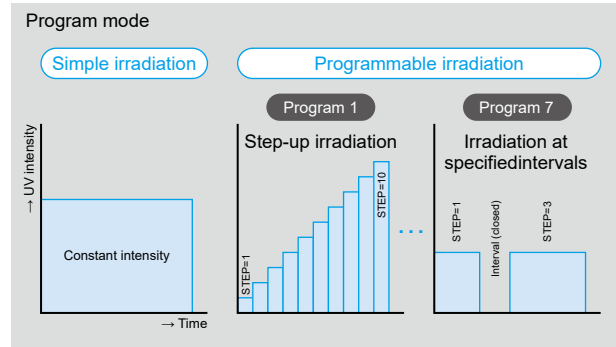 Program mode
Simple irradiation
Programmable irradiation
Program 1
Program 7
Step-up irradiation
Irradiation at
specifiedintervals
→ UV intensity
Constant intensity
→ Time
STEP=1
STEP=10
...
STEP=1
Interval (closed)
STEP=3